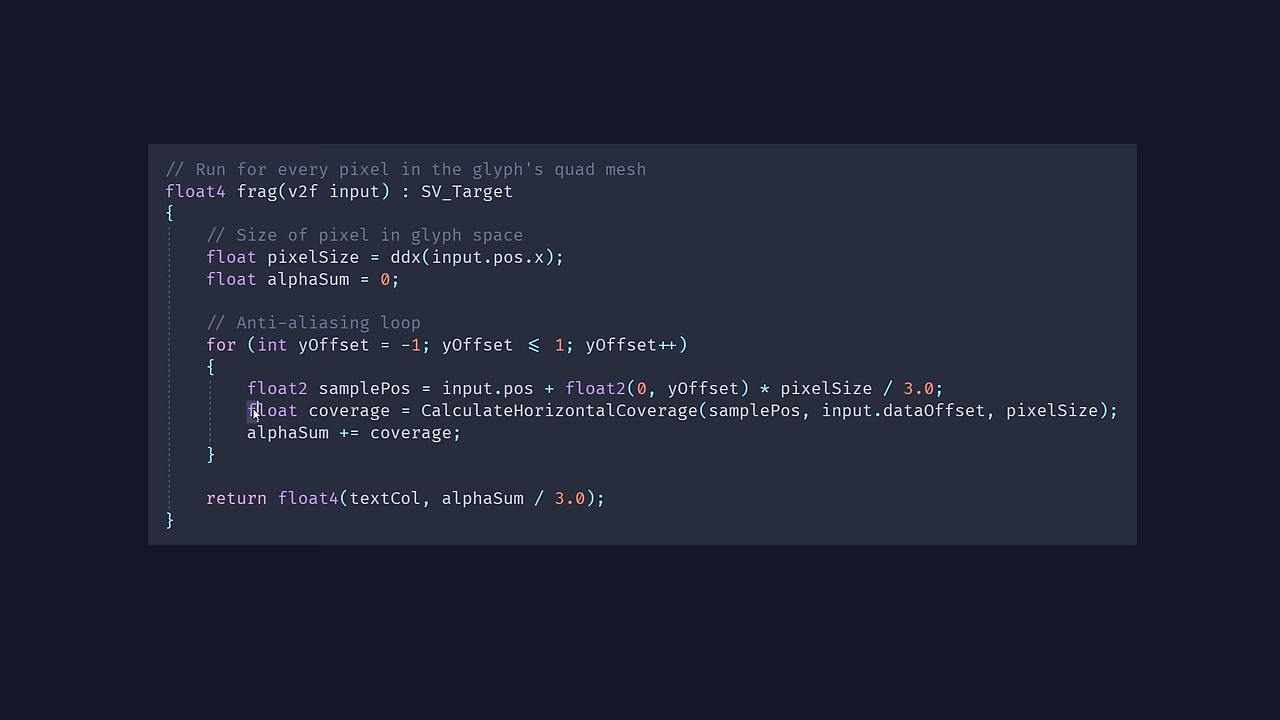 // Run for every pixel in the glyph's quad mesh
float4 frag(v2f input) : SV_Target
{
    // Size of pixel in glyph space
    float pixelSize = ddx(input.pos.x);
    float alphaSum = 0;

    // Anti-aliasing loop
    for (int yOffset = -1; yOffset <= 1; yOffset++)
    {
        float2 samplePos = input.pos + float2(0, yOffset) * pixelSize / 3.0;
        float coverage = CalculateHorizontalCoverage(samplePos, input.dataOffset, pixelSize);
        alphaSum += coverage;
    }

    return float4(textCol, alphaSum / 3.0);
}